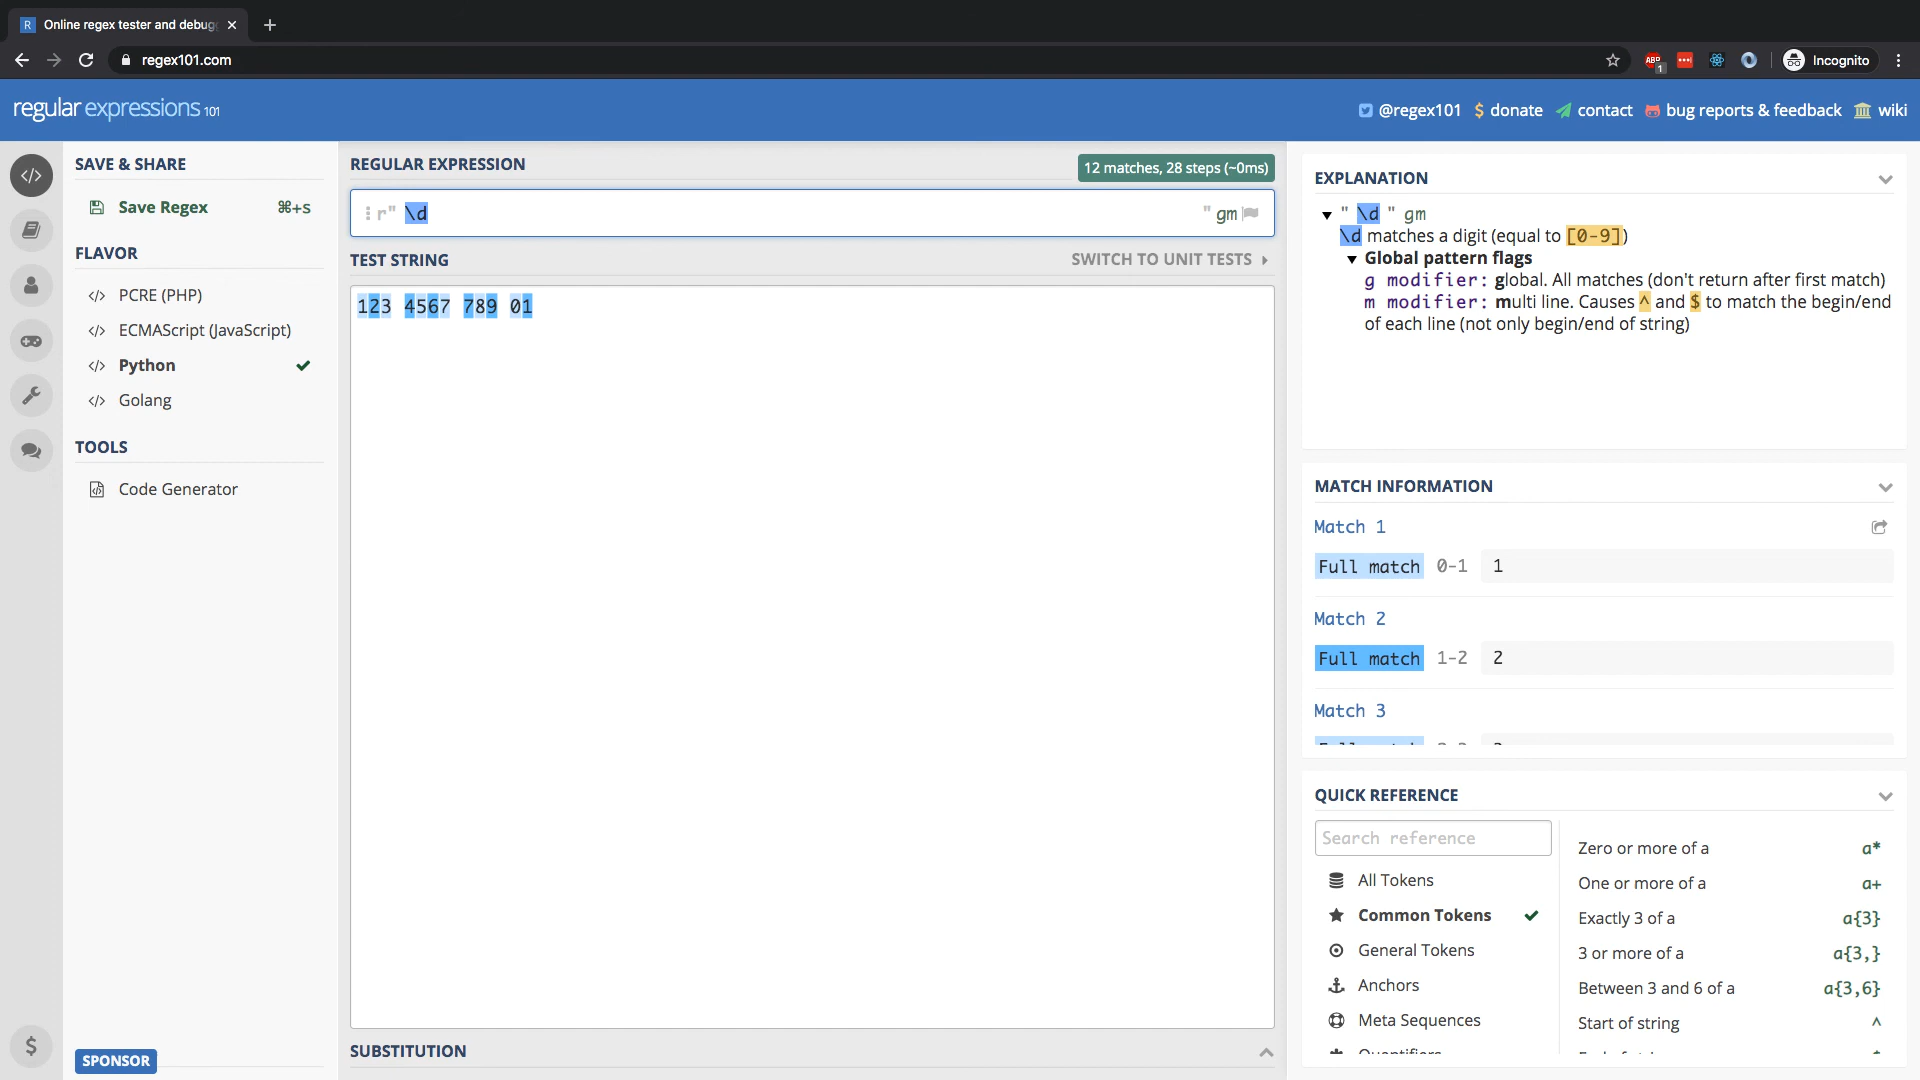 Online regex tester and debug
regex101.com
ABP
1
Incognito
regular expressions 101
@regex101
$ donate
contact
bug reports & feedback
wiki
SAVE & SHARE
Save Regex ⌘+s
FLAVOR
</> PCRE (PHP)
</> ECMAScript (JavaScript)
</> Python
</> Golang
TOOLS
Code Generator
$
SPONSOR
REGULAR EXPRESSION
12 matches, 28 steps (~0ms)
r" \d " gm
TEST STRING
SWITCH TO UNIT TESTS
123 4567 789 01
SUBSTITUTION
EXPLANATION
" \d " gm
\d matches a digit (equal to [0-9])
Global pattern flags
g modifier: global. All matches (don't return after first match)
m modifier: multi line. Causes ^ and $ to match the begin/end
of each line (not only begin/end of string)
MATCH INFORMATION
Match 1
Full match 0-1 1
Match 2
Full match 1-2 2
Match 3
QUICK REFERENCE
Search reference
All Tokens
Common Tokens
General Tokens
Anchors
Meta Sequences
Zero or more of a a*
One or more of a a+
Exactly 3 of a a{3}
3 or more of a a{3,}
Between 3 and 6 of a a{3,6}
Start of string ^